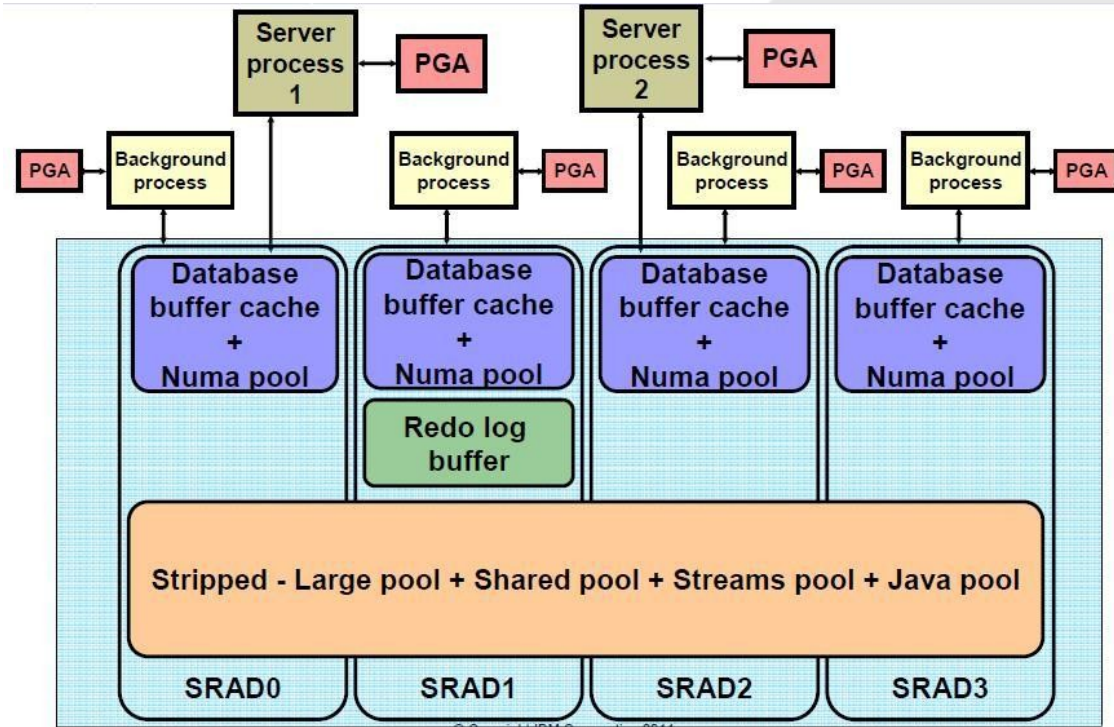 Server
process
1
PGA
Server
process
2
PGA
PGA
Background
process
Background
process
PGA
Background
process
PGA
Background
process
PGA
Database
buffer cache
+
Numa pool
Database
buffer cache
+
Numa pool
Database
buffer cache
+
Numa pool
Database
buffer cache
+
Numa pool
Redo log
buffer
Stripped - Large pool + Shared pool + Streams pool + Java pool
SRAD0
SRAD1
SRAD2
SRAD3